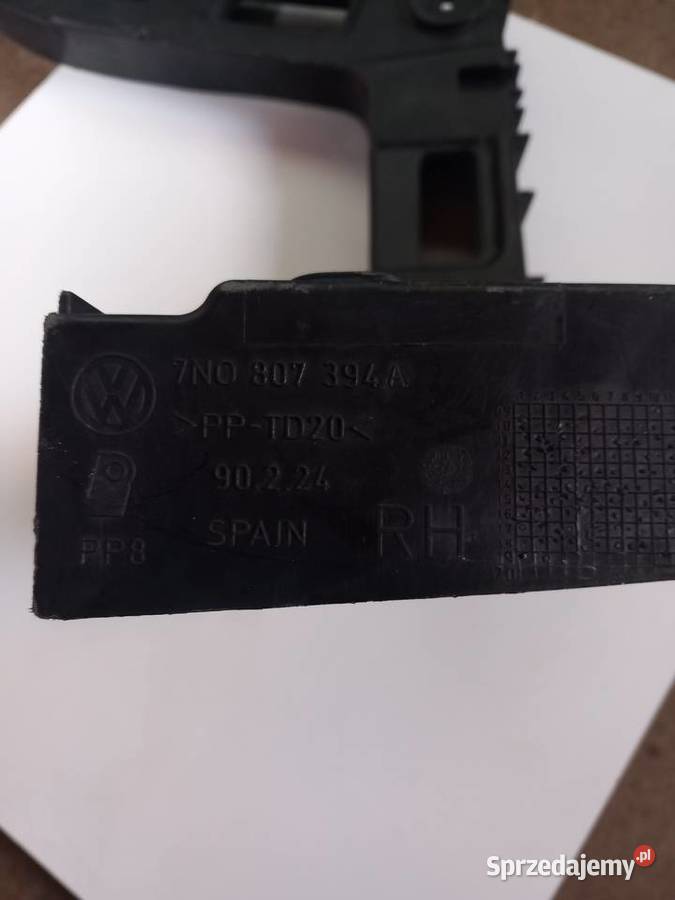 7N0 807 394A
>PP-TD20<
90.2.24
SPAIN
RH
PP8
Sprzedajemy.pl